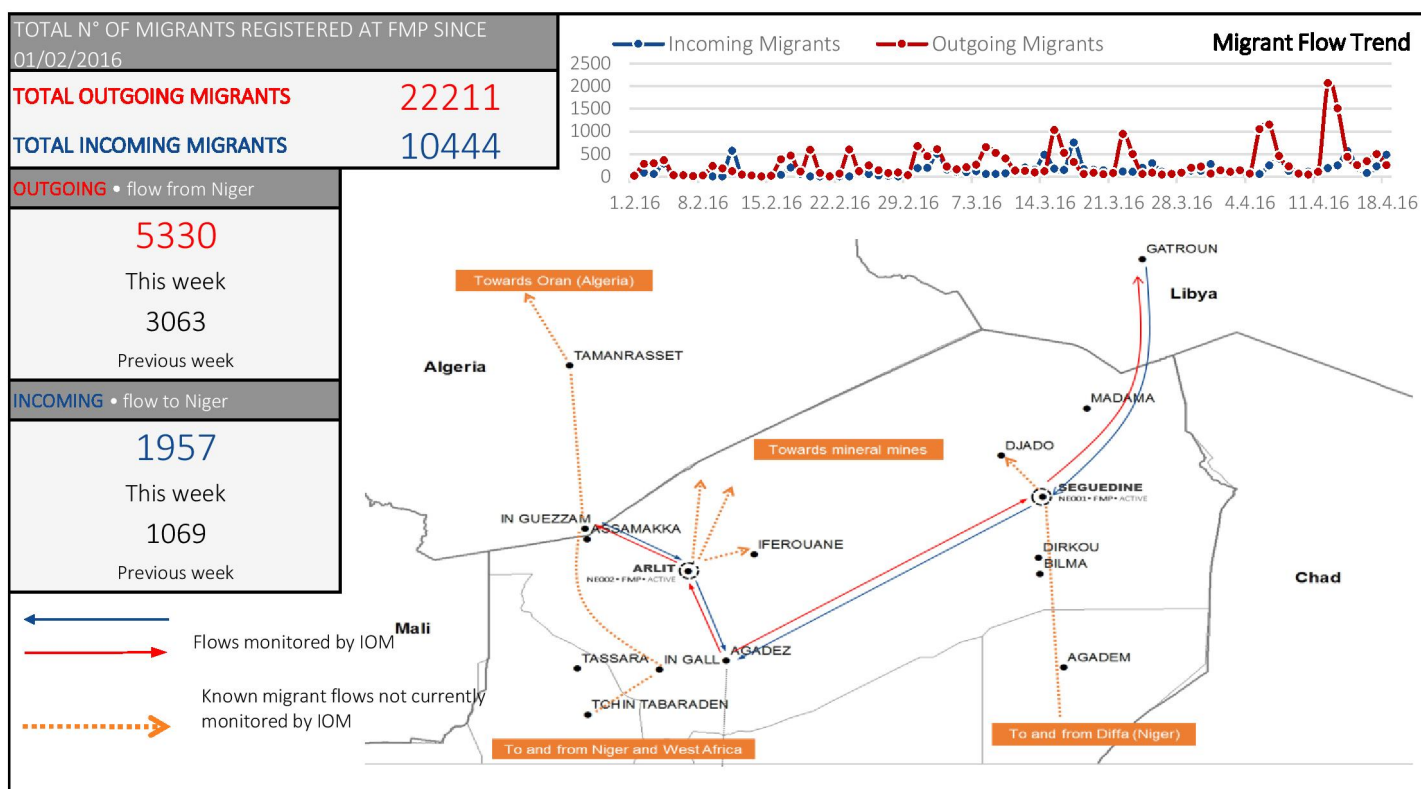 TOTAL N° OF MIGRANTS REGISTERED AT FMP SINCE
01/02/2016
TOTAL OUTGOING MIGRANTS 22211
TOTAL INCOMING MIGRANTS 10444
OUTGOING • flow from Niger
5330
This week
3063
Previous week
INCOMING • flow to Niger
1957
This week
1069
Previous week
Flows monitored by IOM
Known migrant flows not currently
monitored by IOM
Incoming Migrants Outgoing Migrants Migrant Flow Trend
2500
2000
1500
1000
500
0
1.2.16 8.2.16 15.2.16 22.2.16 29.2.16 7.3.16 14.3.16 21.3.16 28.3.16 4.4.16 11.4.16 18.4.16
GATROUN
Towards Oran (Algeria)
Libya
TAMANRASSET
Algeria
MADAMA
Towards mineral mines
DJADO
SEGUEDINE
NE001 • FMP • ACTIVE
IN GUEZZAM
ASSAMAKKA
IFEROUANE
DIRKOU
BILMA
ARLIT
NE002 • FMP • ACTIVE
Chad
Mali
TASSARA
IN GALL
AGADEZ
AGADEM
TCHIN TABARADEN
To and from Niger and West Africa
To and from Diffa (Niger)